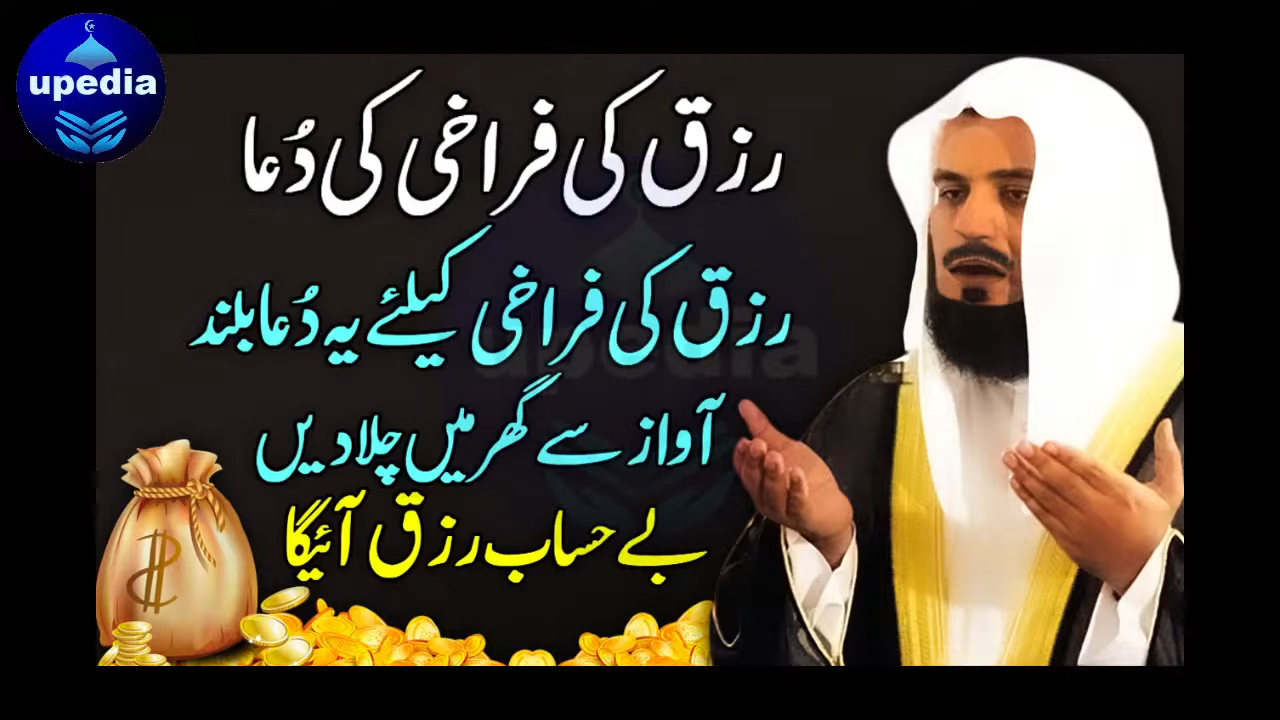 upedia
رزق کی فراخی کی دُعا
رزق کی فراخی کیلئے یہ دُعا بلند
آواز سے گھر میں چلا دیں
بے حساب رزق آئیگا
upedia